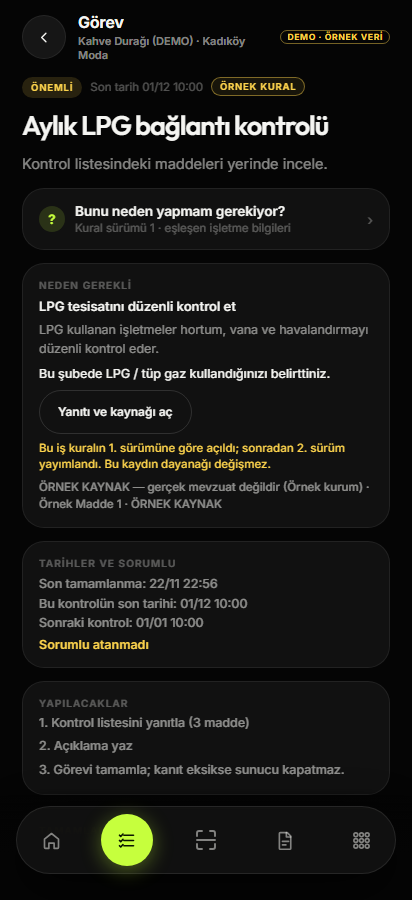 Görev
Kahve Durağı (DEMO) · Kadıköy
Moda
DEMO · ÖRNEK VERİ
ÖNEMLİ
Son tarih 01/12 10:00
ÖRNEK KURAL
Aylık LPG bağlantı kontrolü
Kontrol listesindeki maddeleri yerinde incele.
?
Bunu neden yapmam gerekiyor?
Kural sürümü 1 · eşleşen işletme bilgileri
NEDEN GEREKLİ
LPG tesisatını düzenli kontrol et
LPG kullanan işletmeler hortum, vana ve havalandırmayı
düzenli kontrol eder.
Bu şubede LPG / tüp gaz kullandığınızı belirttiniz.
Yanıtı ve kaynağı aç
Bu iş kuralın 1. sürümüne göre açıldı; sonradan 2. sürüm
yayımlandı. Bu kaydın dayanağı değişmez.
ÖRNEK KAYNAK — gerçek mevzuat değildir (Örnek kurum) ·
Örnek Madde 1 · ÖRNEK KAYNAK
TARİHLER VE SORUMLU
Son tamamlanma: 22/11 22:56
Bu kontrolün son tarihi: 01/12 10:00
Sonraki kontrol: 01/01 10:00
Sorumlu atanmadı
YAPILACAKLAR
1. Kontrol listesini yanıtla (3 madde)
2. Açıklama yaz
3. Görevi tamamla; kanıt eksikse sunucu kapatmaz.